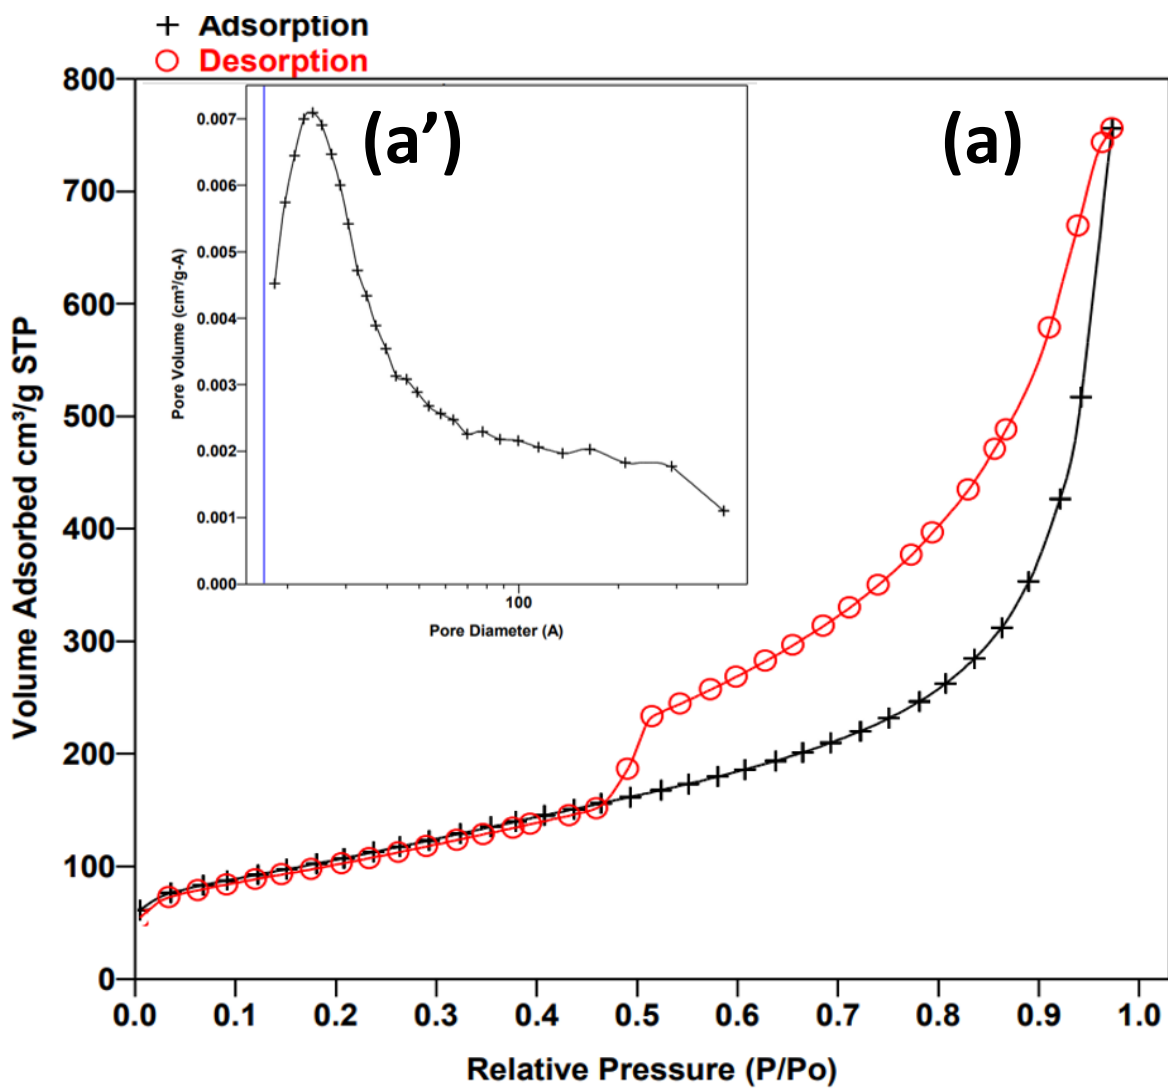 Adsorption
Desorption
800
700
600
500
400
300
200
100
0
Volume Adsorbed cm³/g STP
0.0 0.1 0.2 0.3 0.4 0.5 0.6 0.7 0.8 0.9 1.0
Relative Pressure (P/Po)
(a')
(a)
0.007
0.006
0.005
0.004
0.003
0.002
0.001
0.000
Pore Volume (cm³/g-A)
100
Pore Diameter (A)